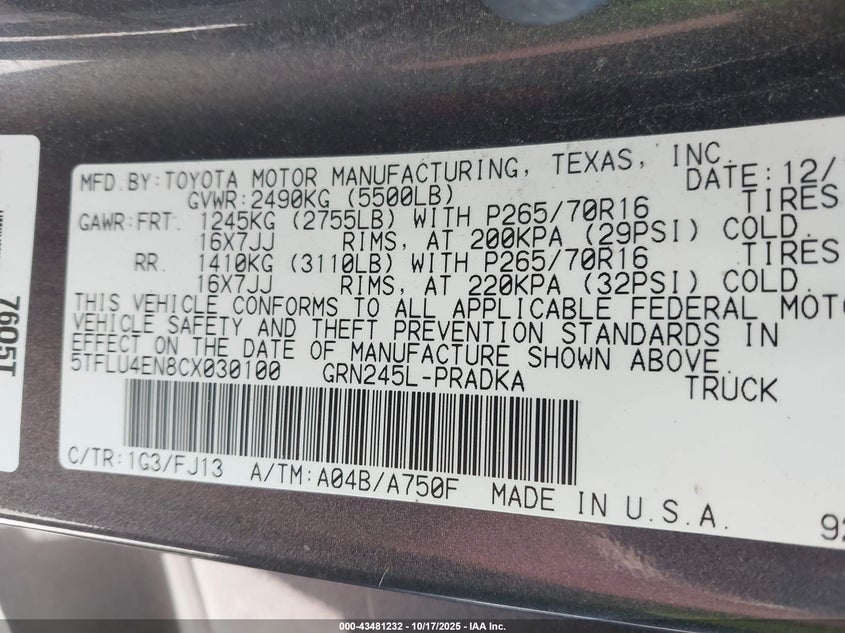 MFD.BY:TOYOTA MOTOR MANUFACTURING, TEXAS, INC. DATE:12/
GVWR:2490KG (5500LB)
GAWR:FRT. 1245KG (2755LB) WITH P265/70R16 TIRES
16X7JJ RIMS, AT 200KPA (29PSI) COLD.
RR. 1410KG (3110LB) WITH P265/70R16 TIRES
16X7JJ RIMS, AT 220KPA (32PSI) COLD.
THIS VEHICLE CONFORMS TO ALL APPLICABLE FEDERAL MOTO
VEHICLE SAFETY AND THEFT PREVENTION STANDARDS IN
EFFECT ON THE DATE OF MANUFACTURE SHOWN ABOVE.
5TFLU4EN8CX030100 GRN245L-PRADKA TRUCK
C/TR:1G3/FJ13 A/TM:A04B/A750F MADE IN U.S.A. 92
7605T
000-43481232 - 10/17/2025 - IAA Inc.